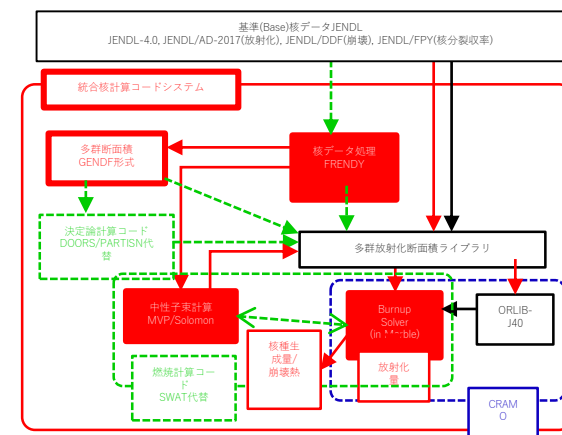 基準(Base)核データJENDL
JENDL-4.0, JENDL/AD-2017(放射化), JENDL/DDF(崩壊), JENDL/FPY(核分裂収率)
統合核計算コードシステム
多群断面積
GENDF形式
核データ処理
FRENDY
決定論計算コード
DOORS/PARTISN代
替
多群放射化断面積ライブラリ
中性子束計算
MVP/Solomon
Burnup
Solver
(in Marble)
ORLIB-
J40
核種生
成量/
崩壊熱
放射化
量
燃焼計算コー
ド
SWAT代替
CRAM
O